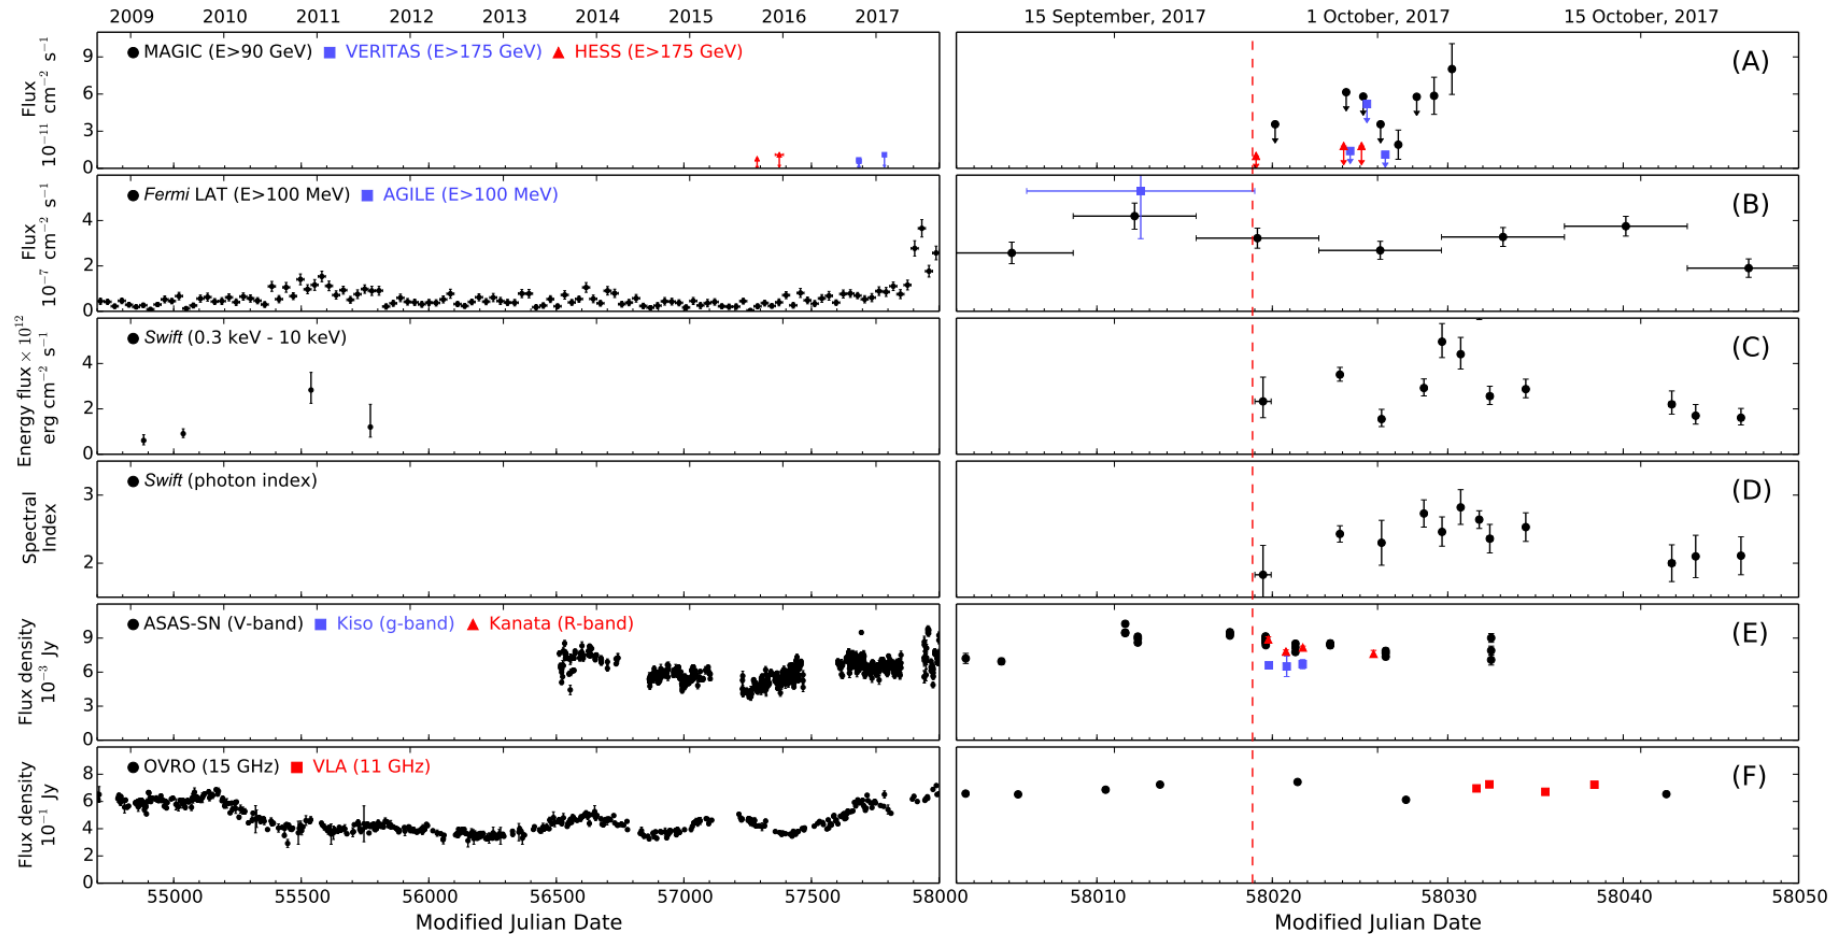 2009 2010 2011 2012 2013 2014 2015 2016 2017 15 September, 2017 1 October, 2017 15 October, 2017
MAGIC (E>90 GeV) VERITAS (E>175 GeV) HESS (E>175 GeV) (A)
Flux
10⁻¹¹ cm⁻² s⁻¹
9
6
3
0
Fermi LAT (E>100 MeV) AGILE (E>100 MeV) (B)
Flux
10⁻⁷ cm⁻² s⁻¹
4
2
0
Swift (0.3 keV - 10 keV) (C)
Energy flux × 10¹²
erg cm⁻² s⁻¹
4
2
0
Swift (photon index) (D)
Spectral
Index
3
2
ASAS-SN (V-band) Kiso (g-band) Kanata (R-band) (E)
Flux density
10⁻³ Jy
9
6
3
0
OVRO (15 GHz) VLA (11 GHz) (F)
Flux density
10⁻¹ Jy
8
6
4
2
0
55000 55500 56000 56500 57000 57500 58000 58010 58020 58030 58040 58050
Modified Julian Date Modified Julian Date